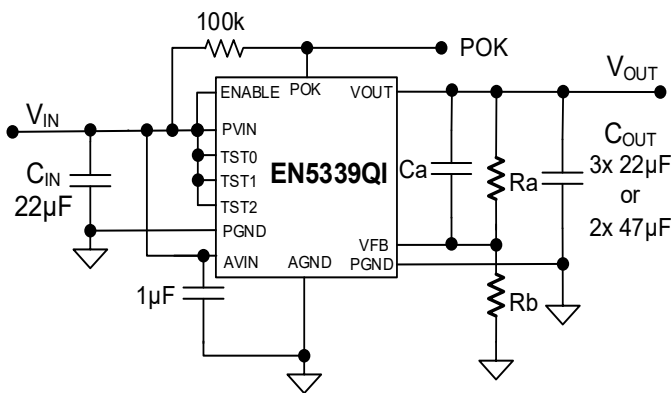 100k
POK
ENABLE
POK
VOUT
VOUT
VIN
PVIN
TST0
TST1
TST2
EN5339QI
Ca
Ra
COUT
3x 22µF
or
2x 47µF
CIN
22µF
PGND
VFB
AVIN
AGND
PGND
1µF
Rb